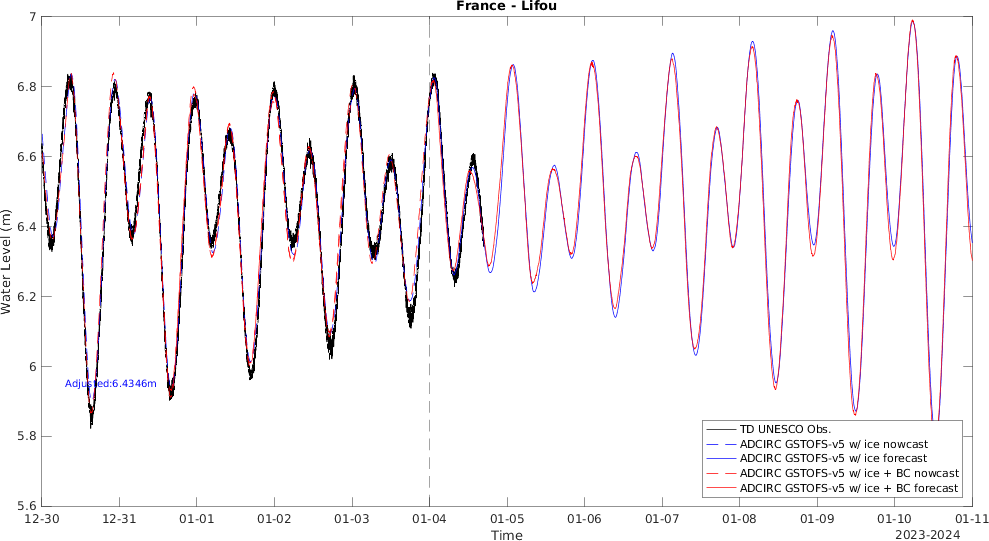 France - Lifou
7
6.8
6.6
6.4
6.2
6
5.8
5.6
Water Level (m)
Adjusted:6.4346m
TD UNESCO Obs.
ADCIRC GSTOFS-v5 w/ ice nowcast
ADCIRC GSTOFS-v5 w/ ice forecast
ADCIRC GSTOFS-v5 w/ ice + BC nowcast
ADCIRC GSTOFS-v5 w/ ice + BC forecast
12-30 12-31 01-01 01-02 01-03 01-04 01-05 01-06 01-07 01-08 01-09 01-10 01-11
Time
2023-2024